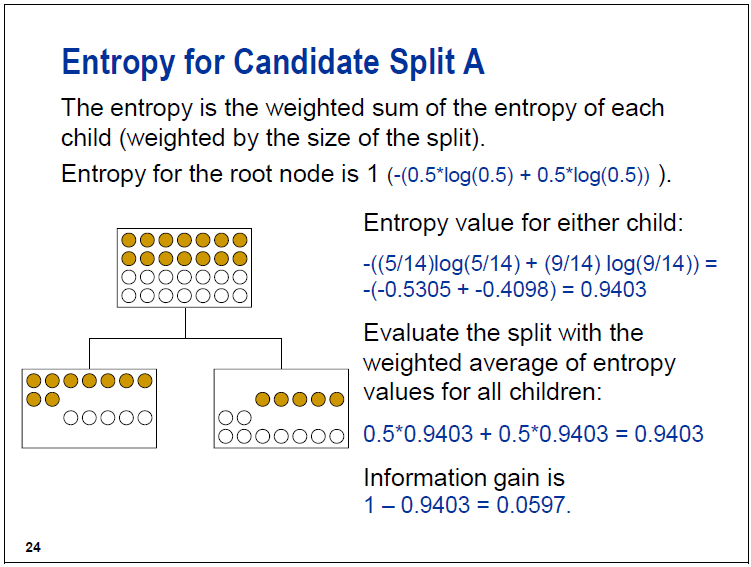 Entropy for Candidate Split A
The entropy is the weighted sum of the entropy of each
child (weighted by the size of the split).
Entropy for the root node is 1 (-(0.5*log(0.5) + 0.5*log(0.5)) ).
Entropy value for either child:
-((5/14)log(5/14) + (9/14) log(9/14)) =
-(-0.5305 + -0.4098) = 0.9403
Evaluate the split with the
weighted average of entropy
values for all children:
0.5*0.9403 + 0.5*0.9403 = 0.9403
Information gain is
1 – 0.9403 = 0.0597.
24